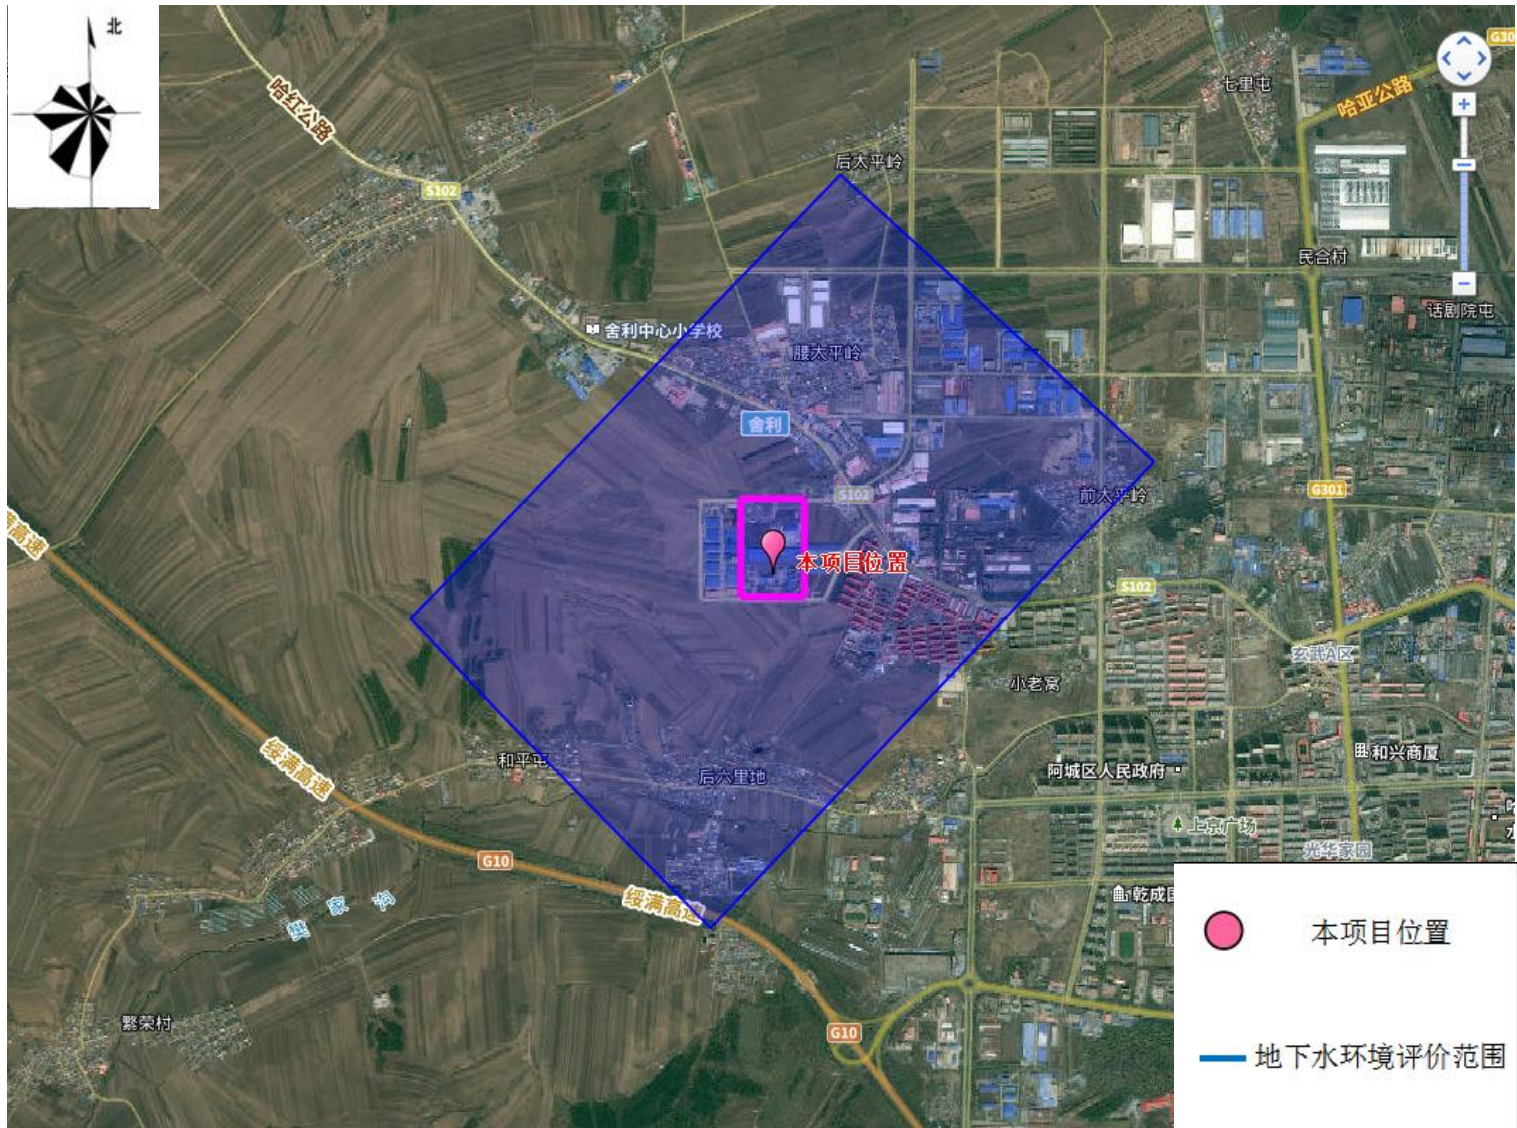 北
G30
哈红公路
七里屯
哈亚公路
后太平岭
S102
民合村
话剧院屯
舍利中心小学校
腰太平岭
舍利
S102
前太平岭
G301
本项目位置
S102
玄武A区
小老窝
绥满高速
和平屯
后六里地
阿城区人民政府
和兴商厦
上京广场
光华家园
G10
绥满高速
樊家沟
乾成国
繁荣村
G10
本项目位置
地下水环境评价范围